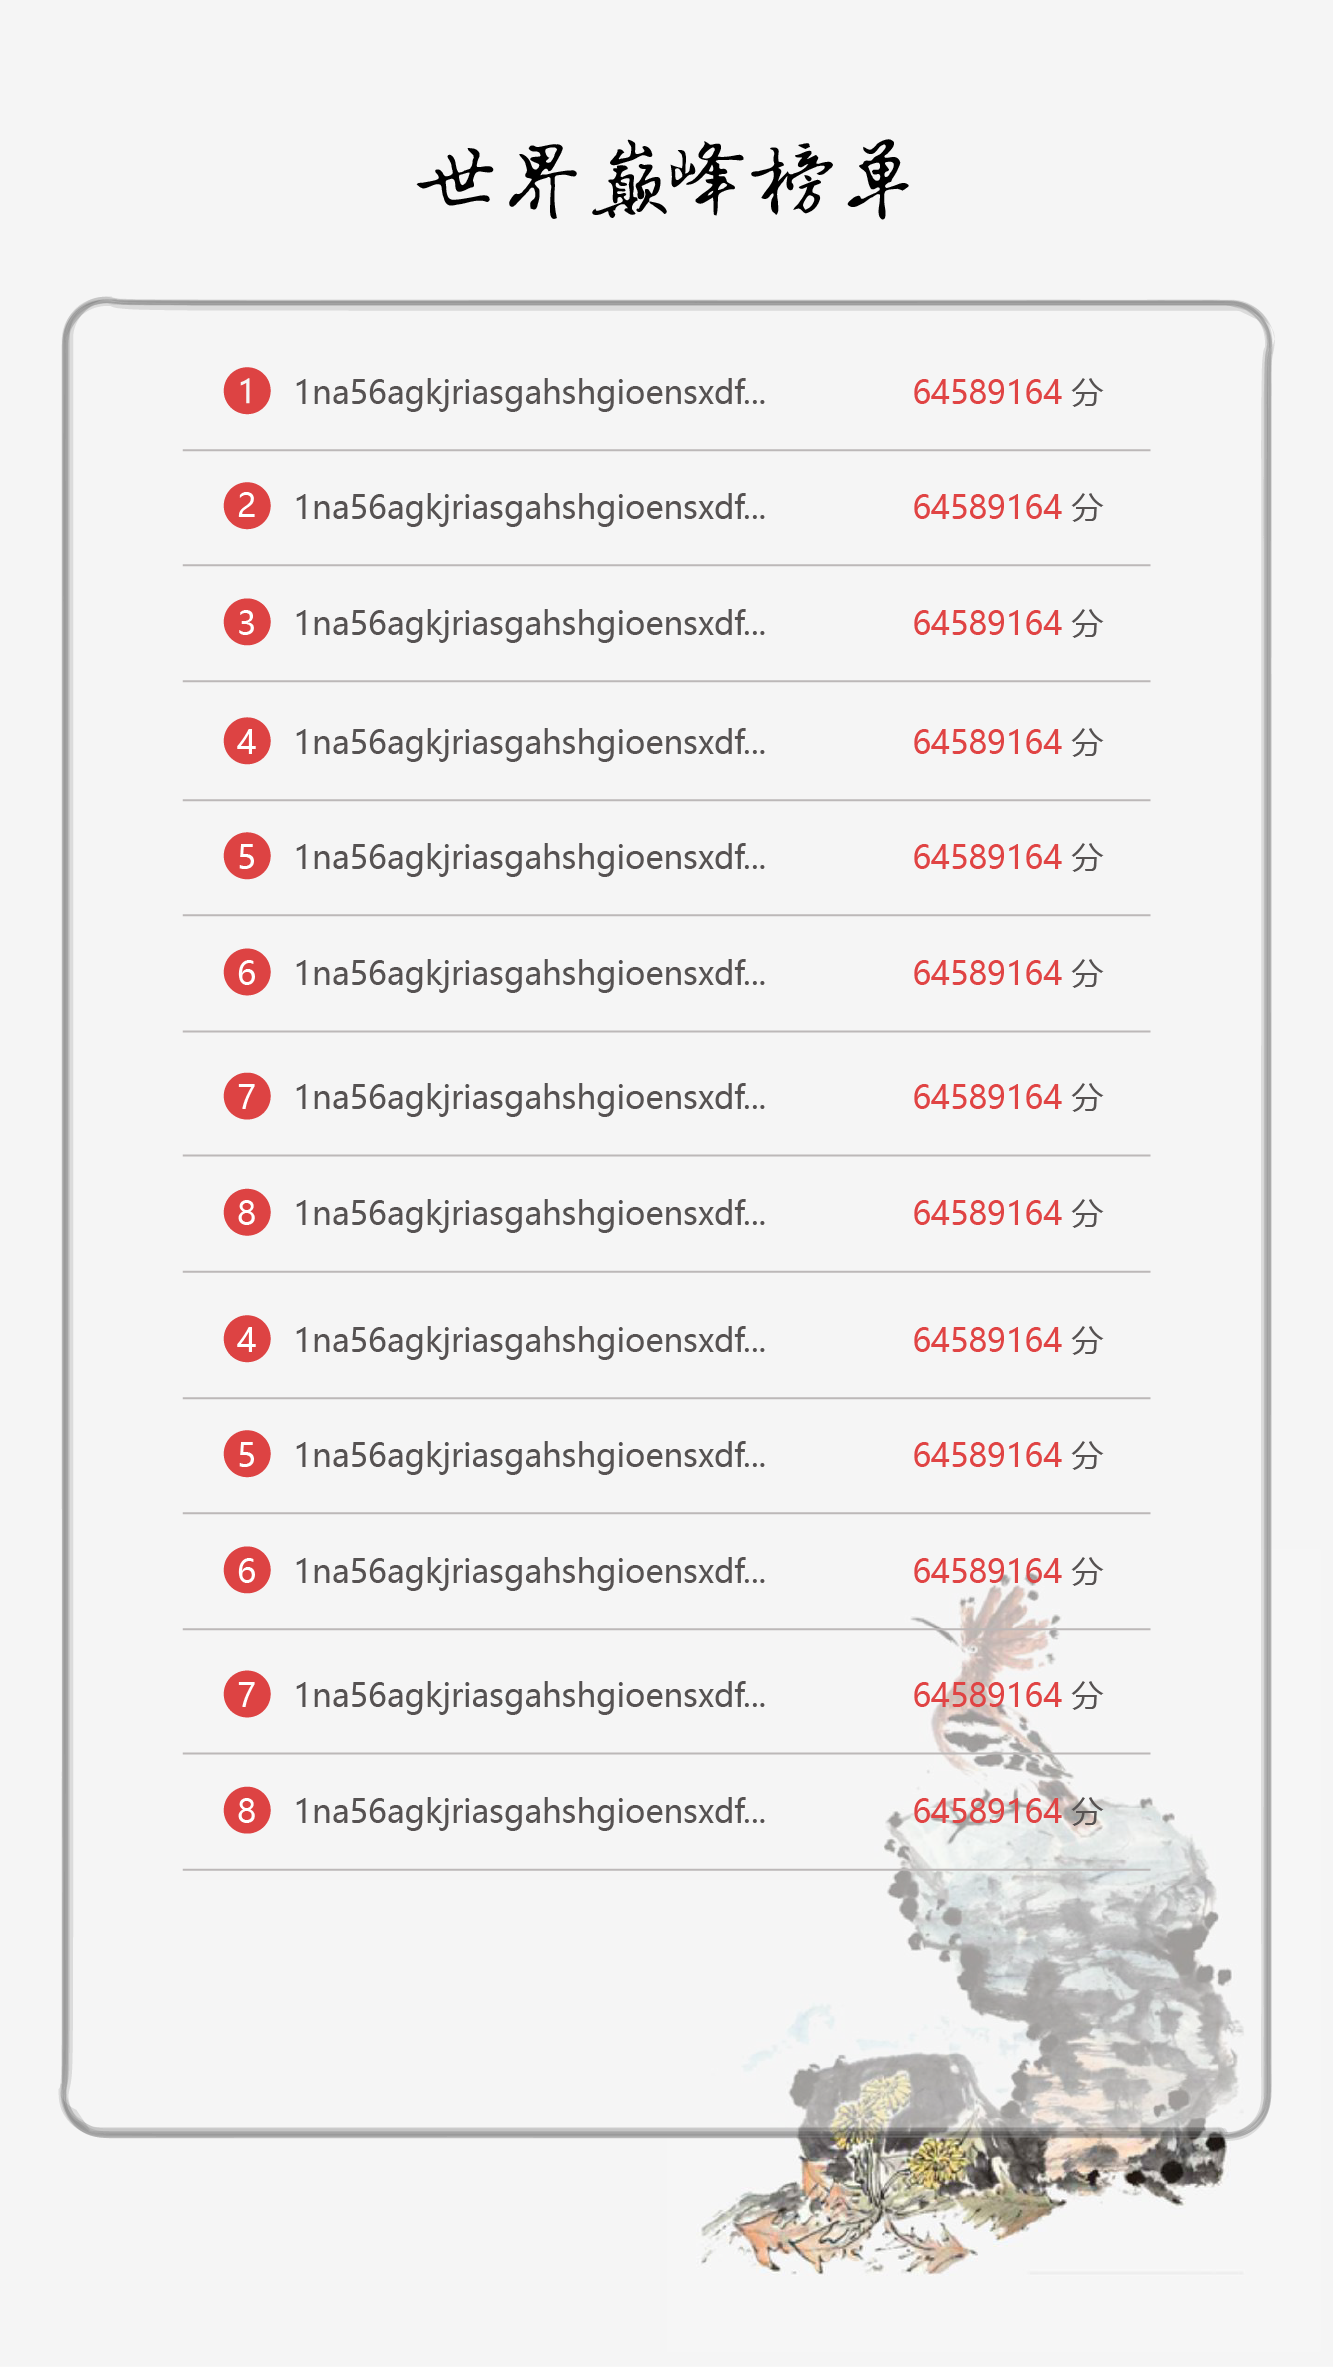 世界巅峰榜单
1 1na56agkjriasgahshgioensxdf... 64589164 分
2 1na56agkjriasgahshgioensxdf... 64589164 分
3 1na56agkjriasgahshgioensxdf... 64589164 分
4 1na56agkjriasgahshgioensxdf... 64589164 分
5 1na56agkjriasgahshgioensxdf... 64589164 分
6 1na56agkjriasgahshgioensxdf... 64589164 分
7 1na56agkjriasgahshgioensxdf... 64589164 分
8 1na56agkjriasgahshgioensxdf... 64589164 分
4 1na56agkjriasgahshgioensxdf... 64589164 分
5 1na56agkjriasgahshgioensxdf... 64589164 分
6 1na56agkjriasgahshgioensxdf... 64589164 分
7 1na56agkjriasgahshgioensxdf... 64589164 分
8 1na56agkjriasgahshgioensxdf... 64589164 分